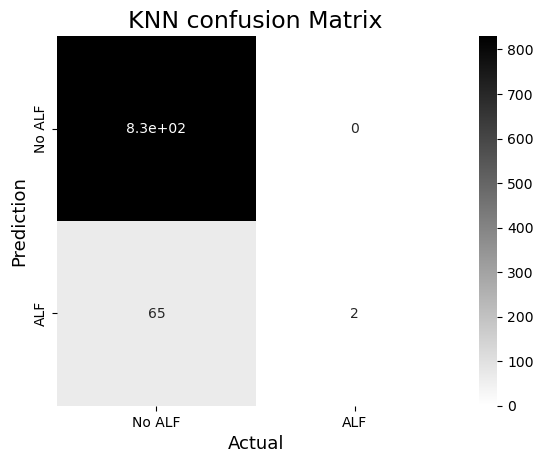 KNN confusion Matrix
No ALF
ALF
Prediction
8.3e+02
0
65
2
No ALF
ALF
Actual
800
700
600
500
400
300
200
100
0